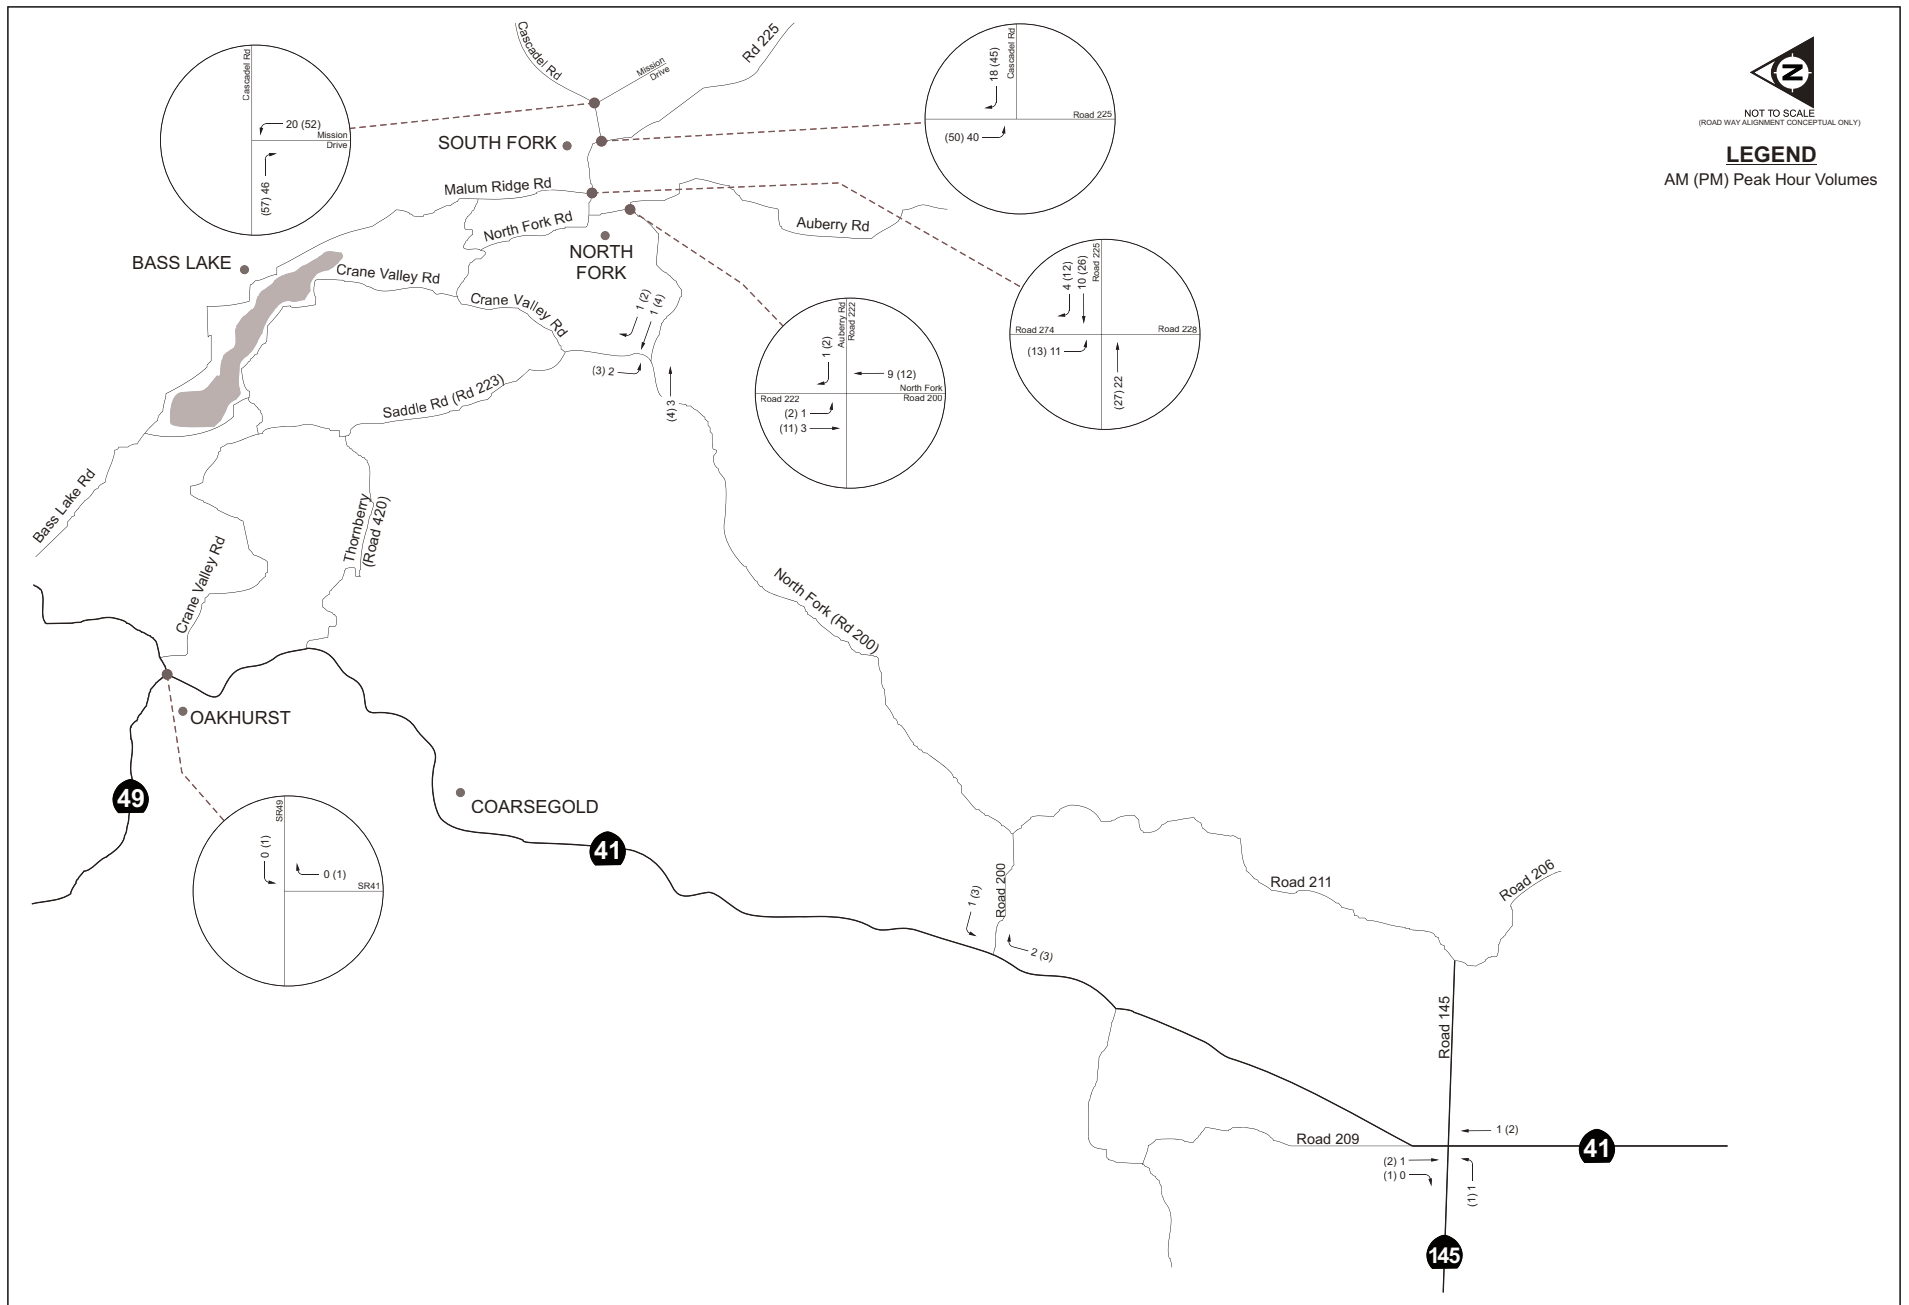 Cascadel Rd
Mission
Drive
Rd 225
Cascadel Rd
20 (52)
Mission
Drive
(57) 46
18 (45)
Cascadel Rd
Road 225
(50) 40
N
NOT TO SCALE
(ROAD WAY ALIGNMENT CONCEPTUAL ONLY)
LEGEND
AM (PM) Peak Hour Volumes
SOUTH FORK
Malum Ridge Rd
North Fork Rd
NORTH
FORK
Auberry Rd
BASS LAKE
Crane Valley Rd
Crane Valley Rd
1 (2)
1 (4)
(3) 2
(4) 3
4 (12)
10 (26)
Road 225
Road 274
Road 228
(13) 11
(27) 22
Auberry Rd
Road 222
1 (2)
9 (12)
North Fork
Road 200
Road 222
(2) 1
(11) 3
Saddle Rd (Rd 223)
Bass Lake Rd
Thornberry
(Road 420)
Crane Valley Rd
North Fork (Rd 200)
OAKHURST
49
COARSEGOLD
41
SR49
0 (1)
0 (1)
SR41
1 (3)
Road 200
2 (3)
Road 211
Road 206
Road 145
Road 209
1 (2)
41
(2) 1
(1) 0
(1) 1
145